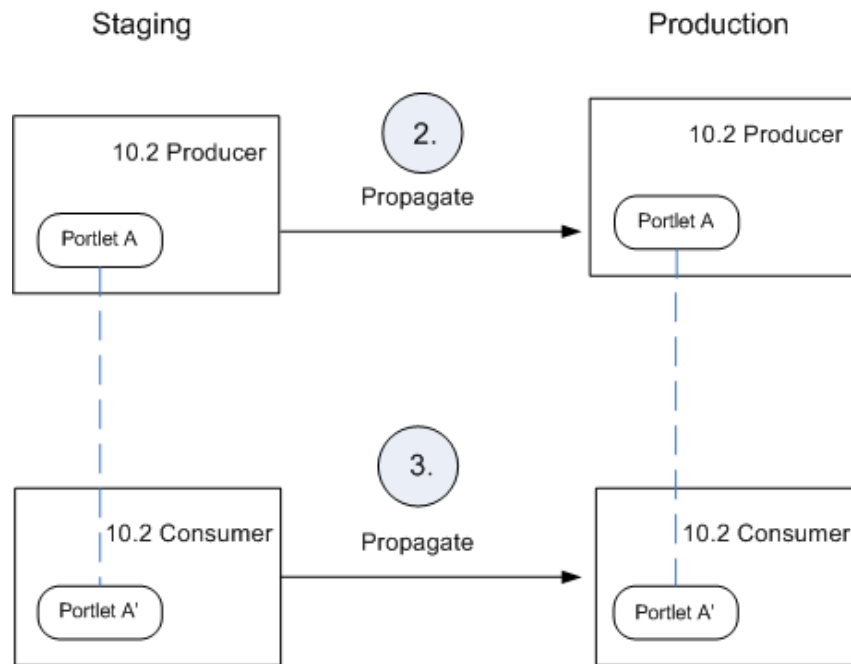 Staging
Production
10.2 Producer
2.
10.2 Producer
Propagate
Portlet A
Portlet A
3.
10.2 Consumer
Propagate
10.2 Consumer
Portlet A'
Portlet A'